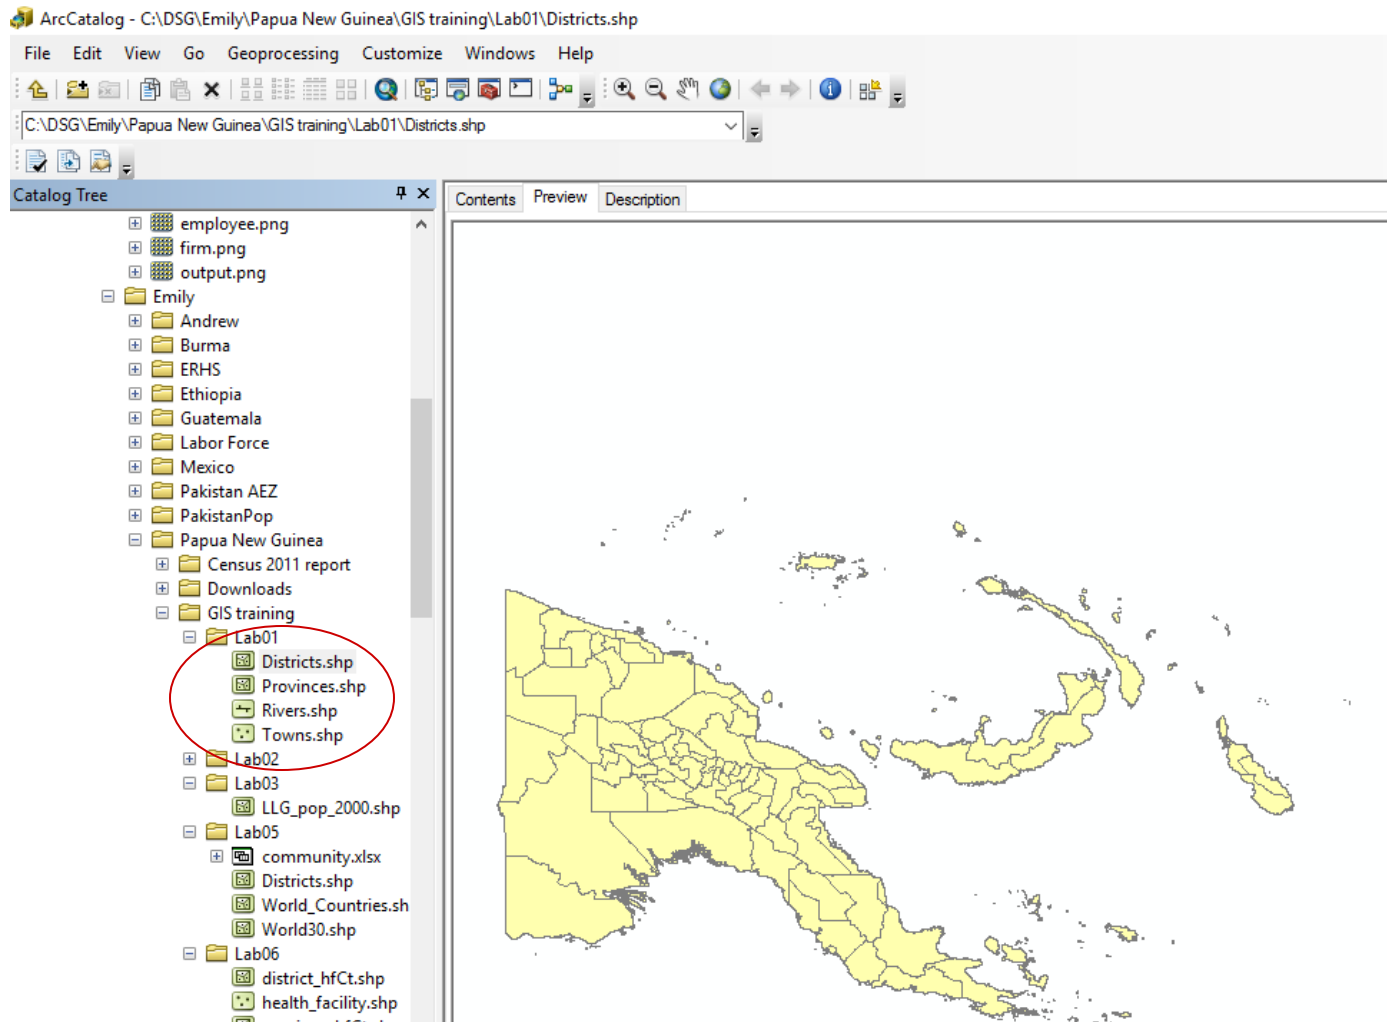 ArcCatalog - C:\DSG\Emily\Papua New Guinea\GIS training\Lab01\Districts.shp
File Edit View Go Geoprocessing Customize Windows Help
C:\DSG\Emily\Papua New Guinea\GIS training\Lab01\Districts.shp
Catalog Tree
Contents Preview Description
employee.png
firm.png
output.png
Emily
Andrew
Burma
ERHS
Ethiopia
Guatemala
Labor Force
Mexico
Pakistan AEZ
PakistanPop
Papua New Guinea
Census 2011 report
Downloads
GIS training
Lab01
Districts.shp
Provinces.shp
Rivers.shp
Towns.shp
Lab02
Lab03
LLG_pop_2000.shp
Lab05
community.xlsx
Districts.shp
World_Countries.sh
World30.shp
Lab06
district_hfCt.shp
health_facility.shp